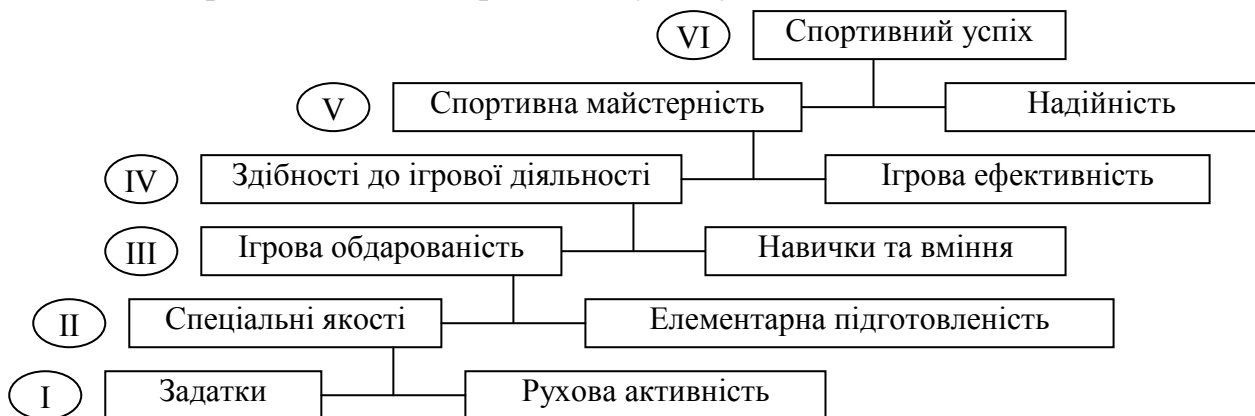 VI Спортивний успіх
V Спортивна майстерність Надійність
IV Здібності до ігрової діяльності Ігрова ефективність
III Ігрова обдарованість Навички та вміння
II Спеціальні якості Елементарна підготовленість
I Задатки Рухова активність